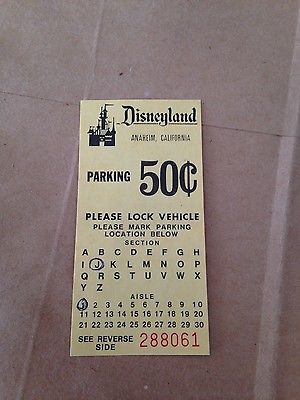 Disneyland
ANAHEIM, CALIFORNIA
PARKING 50¢
PLEASE LOCK VEHICLE
PLEASE MARK PARKING
LOCATION BELOW
SECTION
A B C D E F G H
I J K L M N O P
Q R S T U V W X
Y Z
AISLE
1 2 3 4 5 6 7 8 9 10
11 12 13 14 15 16 17 18 19 20
21 22 23 24 25 26 27 28 29 30
SEE REVERSE
SIDE 288061